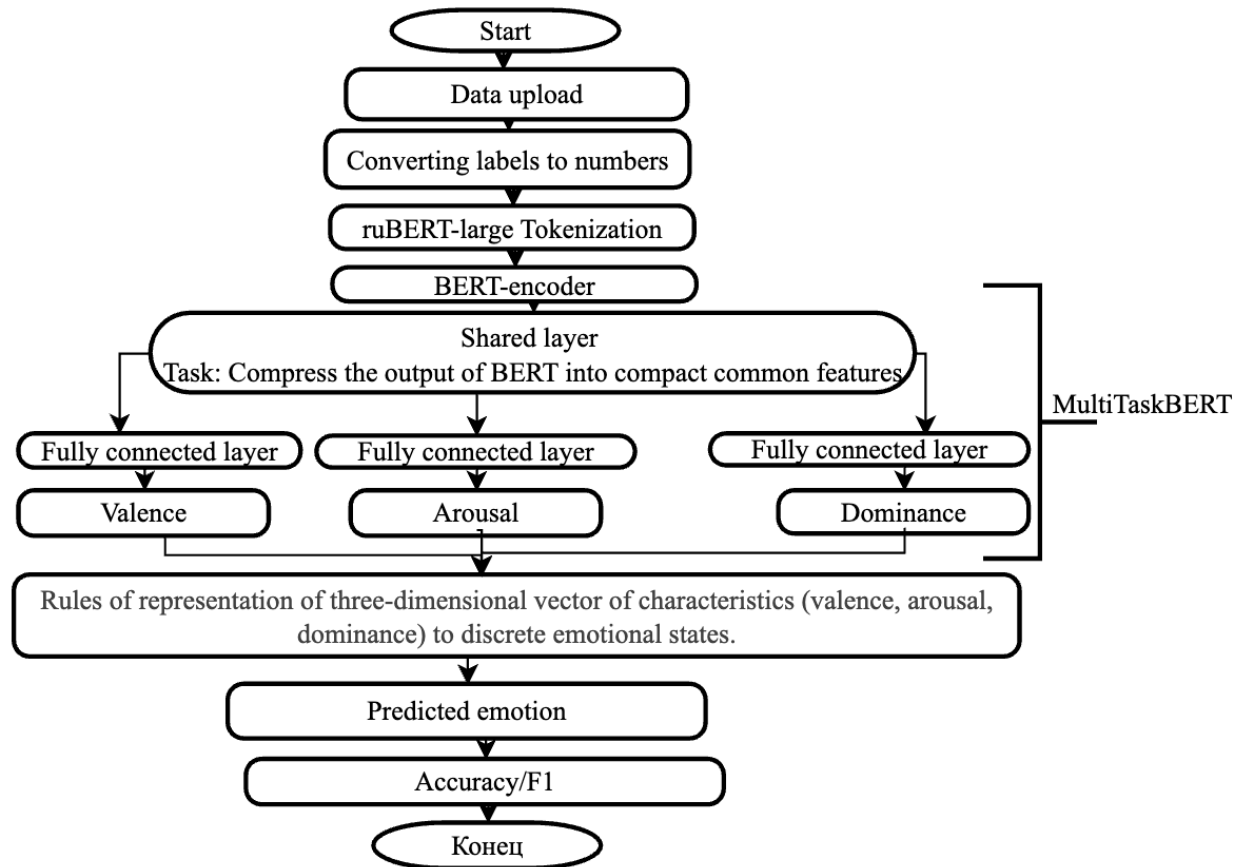 Start
Data upload
Converting labels to numbers
ruBERT-large Tokenization
BERT-encoder
Shared layer
Task: Compress the output of BERT into compact common features
MultiTaskBERT
Fully connected layer
Fully connected layer
Fully connected layer
Valence
Arousal
Dominance
Rules of representation of three-dimensional vector of characteristics (valence, arousal,
dominance) to discrete emotional states.
Predicted emotion
Accuracy/F1
Конец